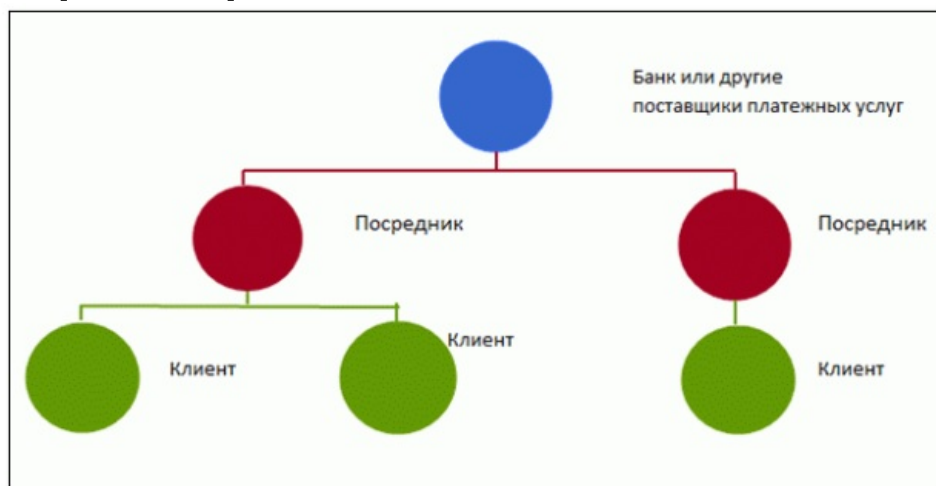 Банк или другие
поставщики платежных услуг
Посредник
Посредник
Клиент
Клиент
Клиент